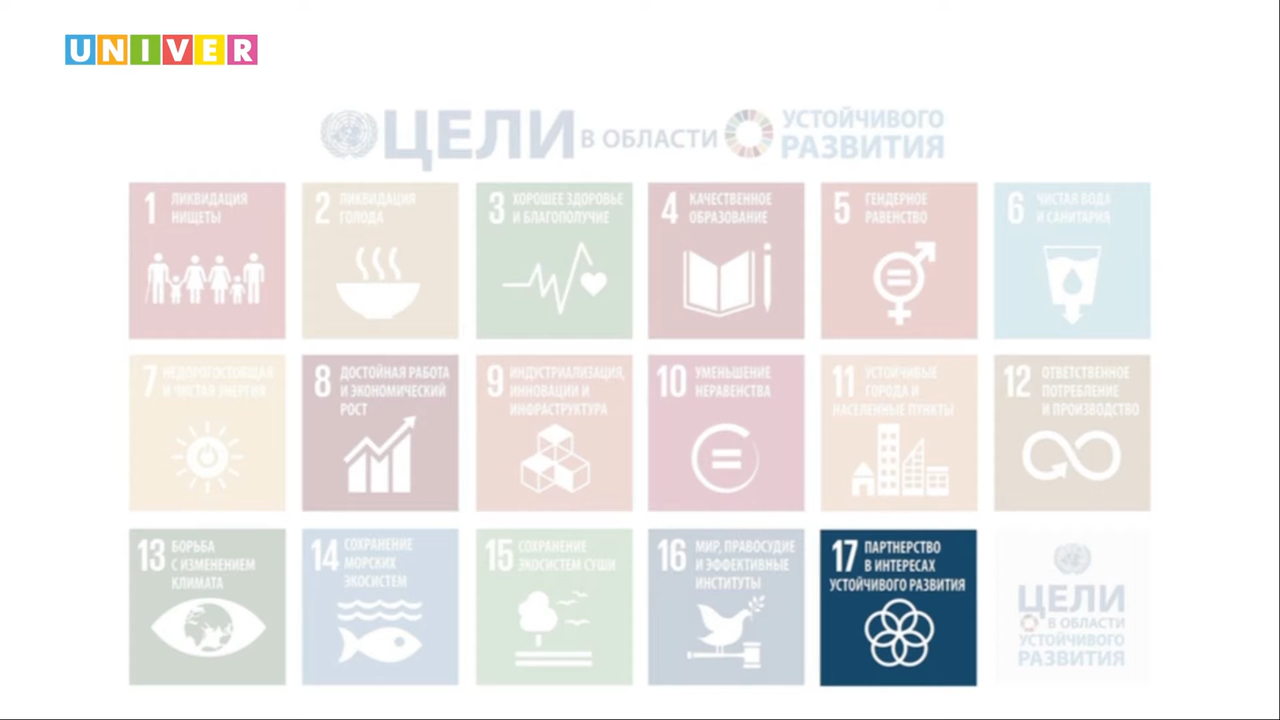 UNIVER
ЦЕЛИ В ОБЛАСТИ УСТОЙЧИВОГО
РАЗВИТИЯ
1 ЛИКВИДАЦИЯ
НИЩЕТЫ
2 ЛИКВИДАЦИЯ
ГОЛОДА
3 ХОРОШЕЕ ЗДОРОВЬЕ
И БЛАГОПОЛУЧИЕ
4 КАЧЕСТВЕННОЕ
ОБРАЗОВАНИЕ
5 ГЕНДЕРНОЕ
РАВЕНСТВО
6 ЧИСТАЯ ВОДА
И САНИТАРИЯ
7 НЕДОРОГОСТОЯЩАЯ
И ЧИСТАЯ ЭНЕРГИЯ
8 ДОСТОЙНАЯ РАБОТА
И ЭКОНОМИЧЕСКИЙ
РОСТ
9 ИНДУСТРИАЛИЗАЦИЯ,
ИННОВАЦИИ И
ИНФРАСТРУКТУРА
10 УМЕНЬШЕНИЕ
НЕРАВЕНСТВА
11 УСТОЙЧИВЫЕ
ГОРОДА И
НАСЕЛЕННЫЕ ПУНКТЫ
12 ОТВЕТСТВЕННОЕ
ПОТРЕБЛЕНИЕ
И ПРОИЗВОДСТВО
13 БОРЬБА
С ИЗМЕНЕНИЕМ
КЛИМАТА
14 СОХРАНЕНИЕ
МОРСКИХ
ЭКОСИСТЕМ
15 СОХРАНЕНИЕ
ЭКОСИСТЕМ СУШИ
16 МИР, ПРАВОСУДИЕ
И ЭФФЕКТИВНЫЕ
ИНСТИТУТЫ
17 ПАРТНЕРСТВО
В ИНТЕРЕСАХ
УСТОЙЧИВОГО РАЗВИТИЯ
ЦЕЛИ
В ОБЛАСТИ
УСТОЙЧИВОГО
РАЗВИТИЯ